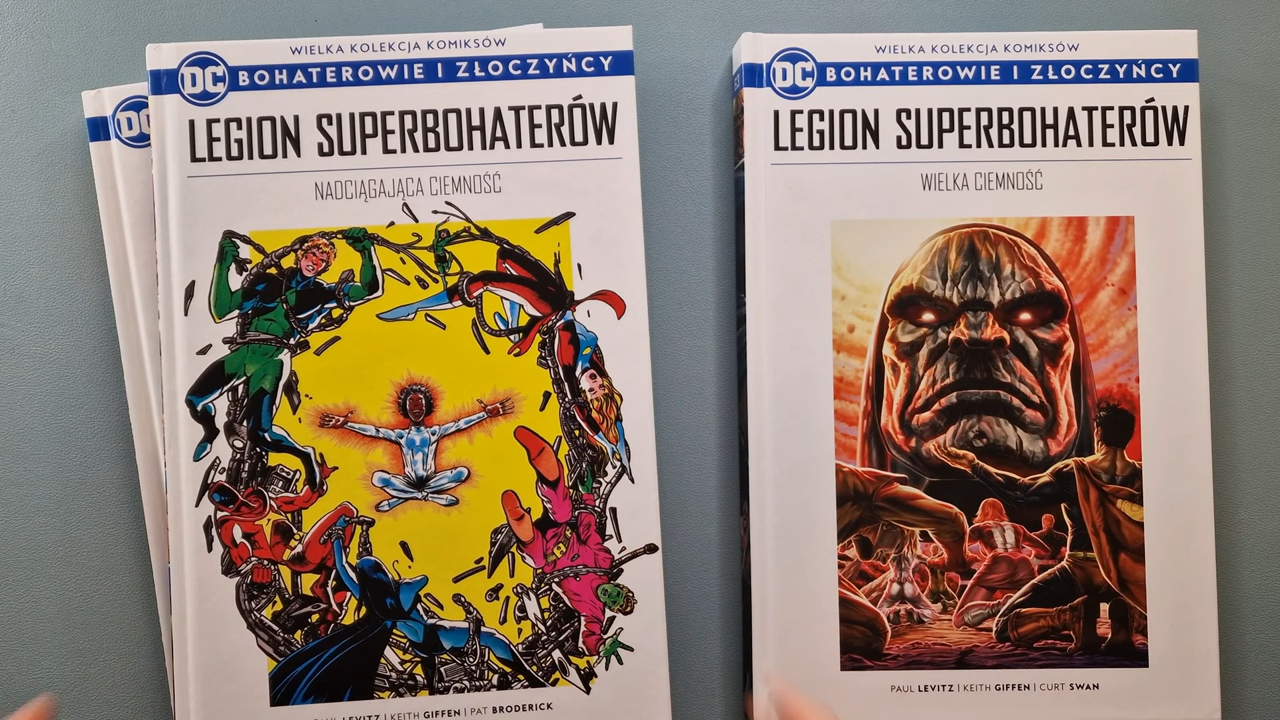 WIELKA KOLEKCJA KOMIKSÓW
DC BOHATEROWIE I ZŁOCZYŃCY
LEGION SUPERBOHATERÓW
NADCIĄGAJĄCA CIEMNOŚĆ
LEVITZ | KEITH GIFFEN | PAT BRODERICK
DC
WIELKA KOLEKCJA KOMIKSÓW
DC BOHATEROWIE I ZŁOCZYŃCY
LEGION SUPERBOHATERÓW
WIELKA CIEMNOŚĆ
PAUL LEVITZ | KEITH GIFFEN | CURT SWAN